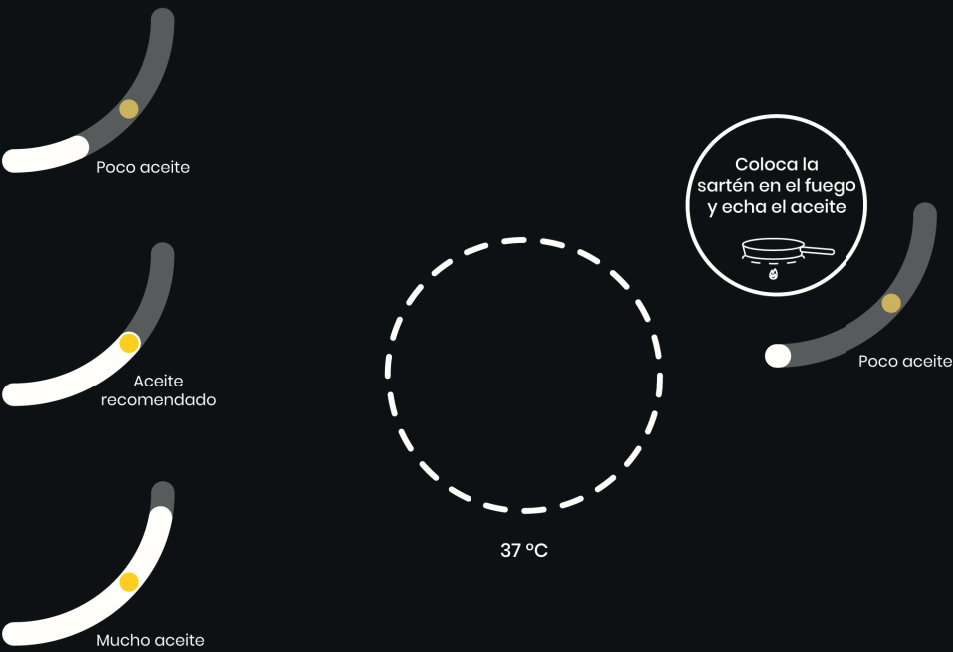 Poco aceite
Aceite
recomendado
Mucho aceite
37 ºC
Coloca la
sartén en el fuego
y echa el aceite
Poco aceite